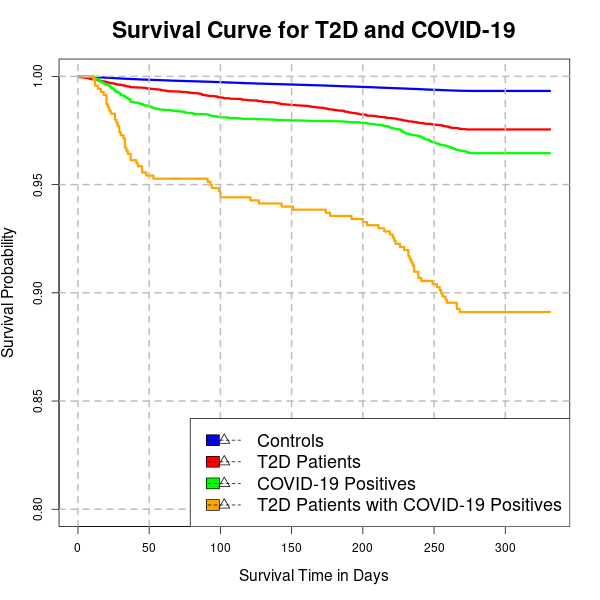 Survival Curve for T2D and COVID-19
Survival Probability
1.00
0.95
0.90
0.85
0.80
Controls
T2D Patients
COVID-19 Positives
T2D Patients with COVID-19 Positives
0 50 100 150 200 250 300
Survival Time in Days